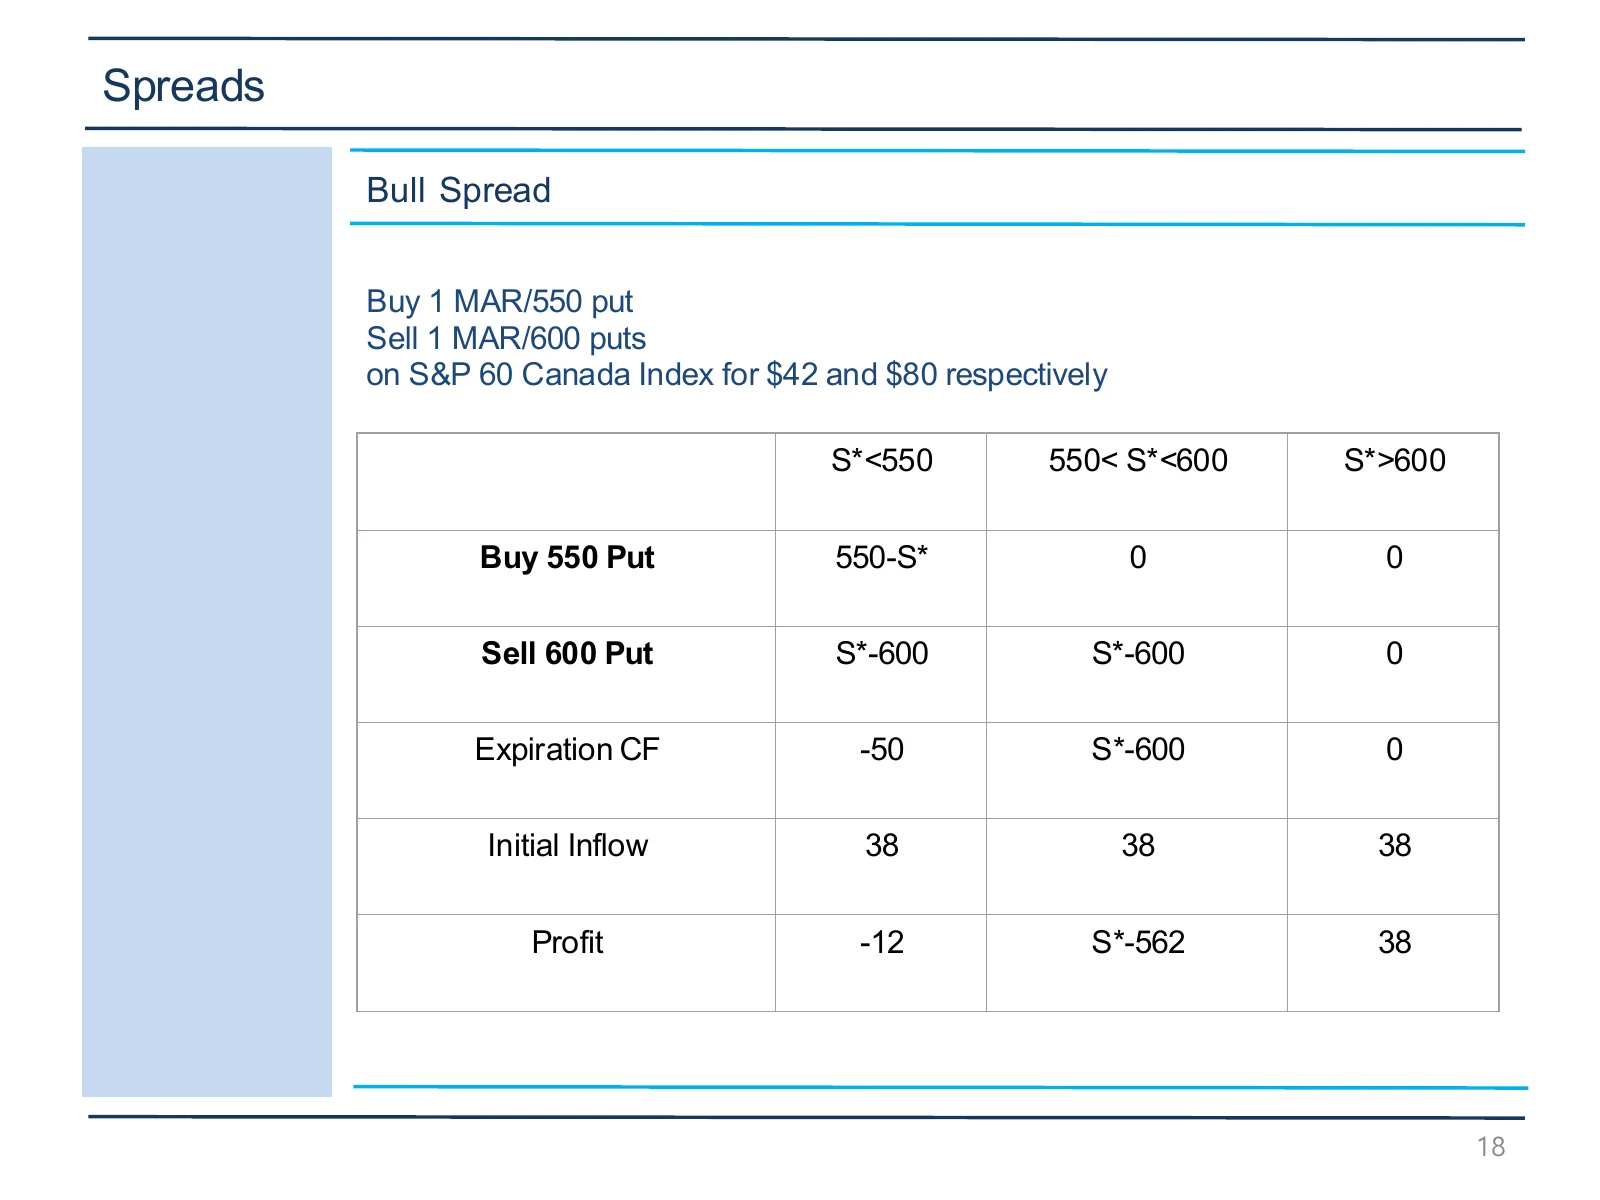 Spreads
Bull Spread
Buy 1 MAR/550 put
Sell 1 MAR/600 puts
on S&P 60 Canada Index for $42 and $80 respectively
S*<550 550< S*<600 S*>600
Buy 550 Put 550-S* 0 0
Sell 600 Put S*-600 S*-600 0
Expiration CF -50 S*-600 0
Initial Inflow 38 38 38
Profit -12 S*-562 38
18